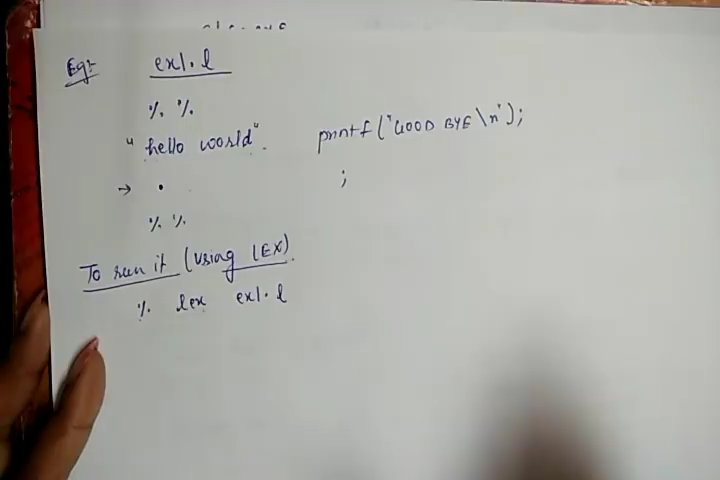 Eg:- ex1.l
%%
"hello world". printf("GOOD BYE\n");
→ . ;
%%
To run it (using LEX).
% lex ex1.l